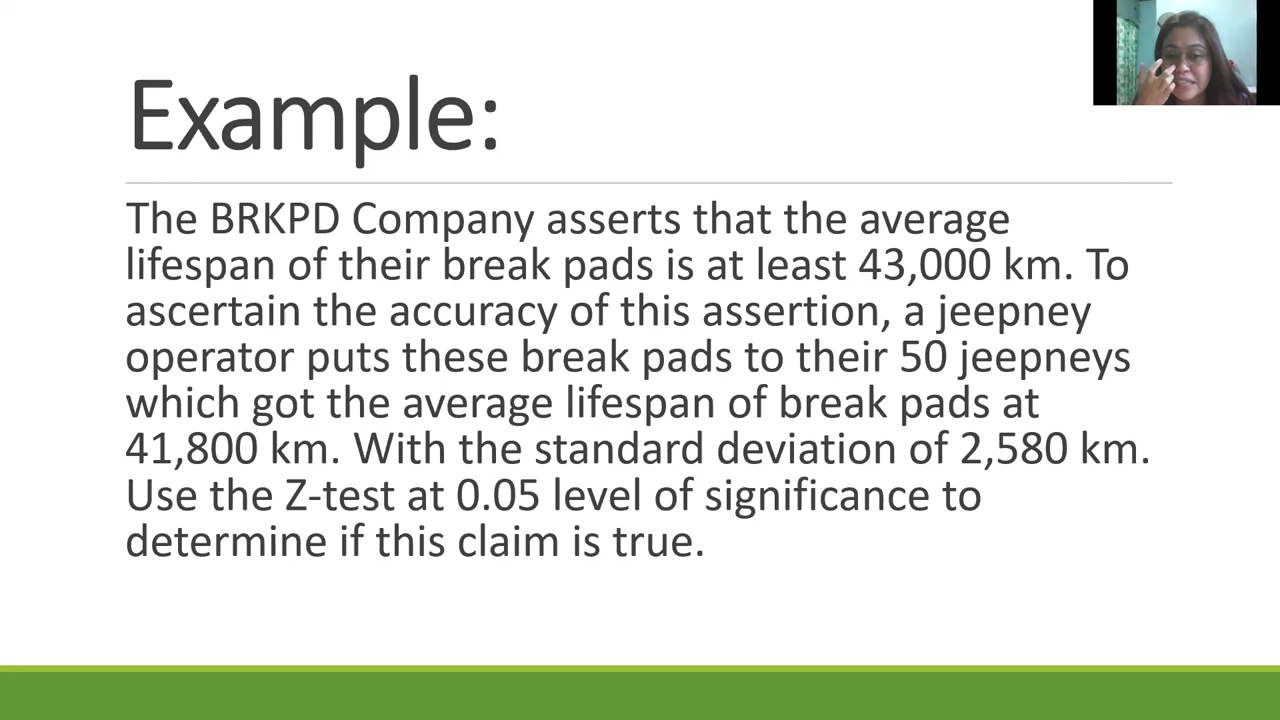 Example:
The BRKPD Company asserts that the average
lifespan of their break pads is at least 43,000 km. To
ascertain the accuracy of this assertion, a jeepney
operator puts these break pads to their 50 jeepneys
which got the average lifespan of break pads at
41,800 km. With the standard deviation of 2,580 km.
Use the Z-test at 0.05 level of significance to
determine if this claim is true.